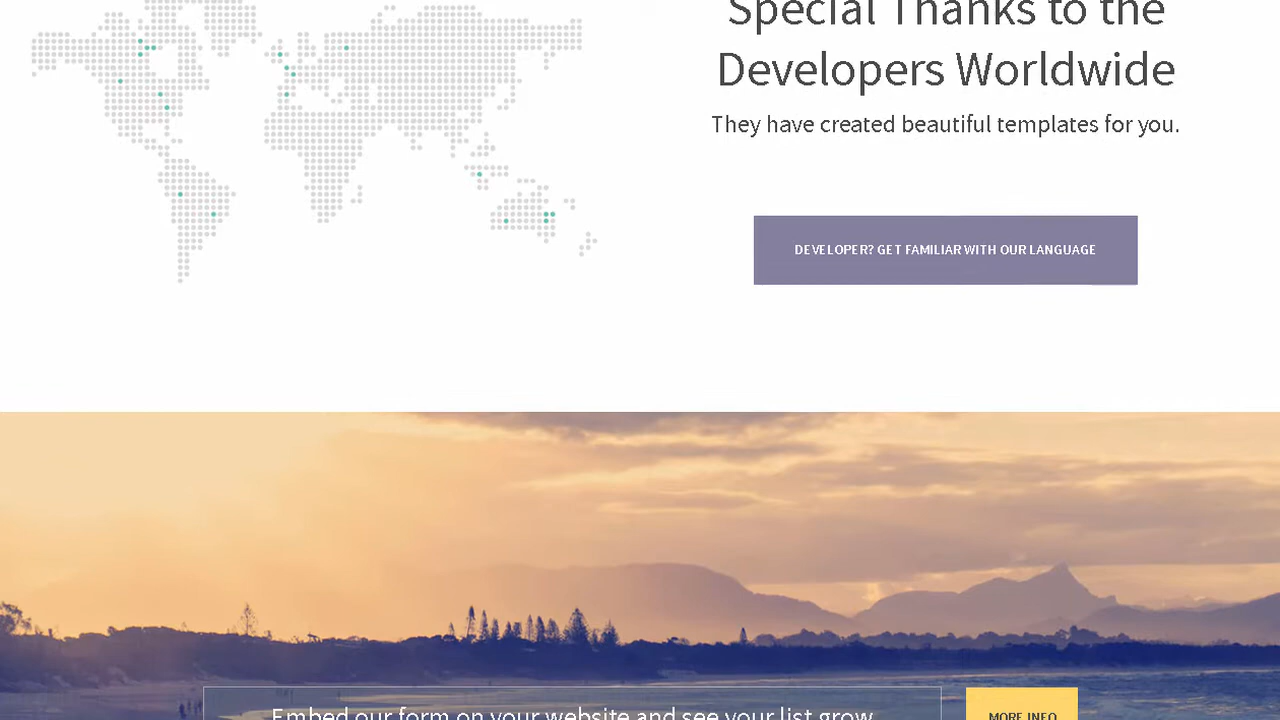 Special Thanks to the
Developers Worldwide
They have created beautiful templates for you.
DEVELOPER? GET FAMILIAR WITH OUR LANGUAGE
Embed our form on your website and see your list grow
MORE INFO